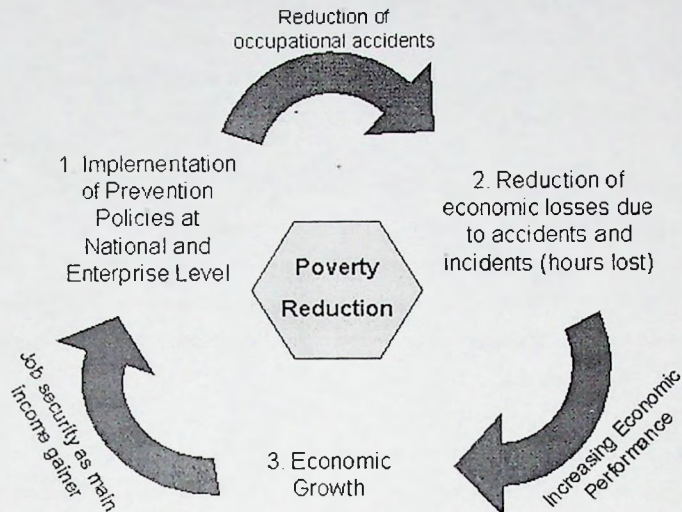 Reduction of
occupational accidents
1. Implementation
of Prevention
Policies at
National and
Enterprise Level
2. Reduction of
economic losses due
to accidents and
incidents (hours lost)
Poverty
Reduction
Increasing Economic
Performance
3. Economic
Growth
Job security as main
income gainer